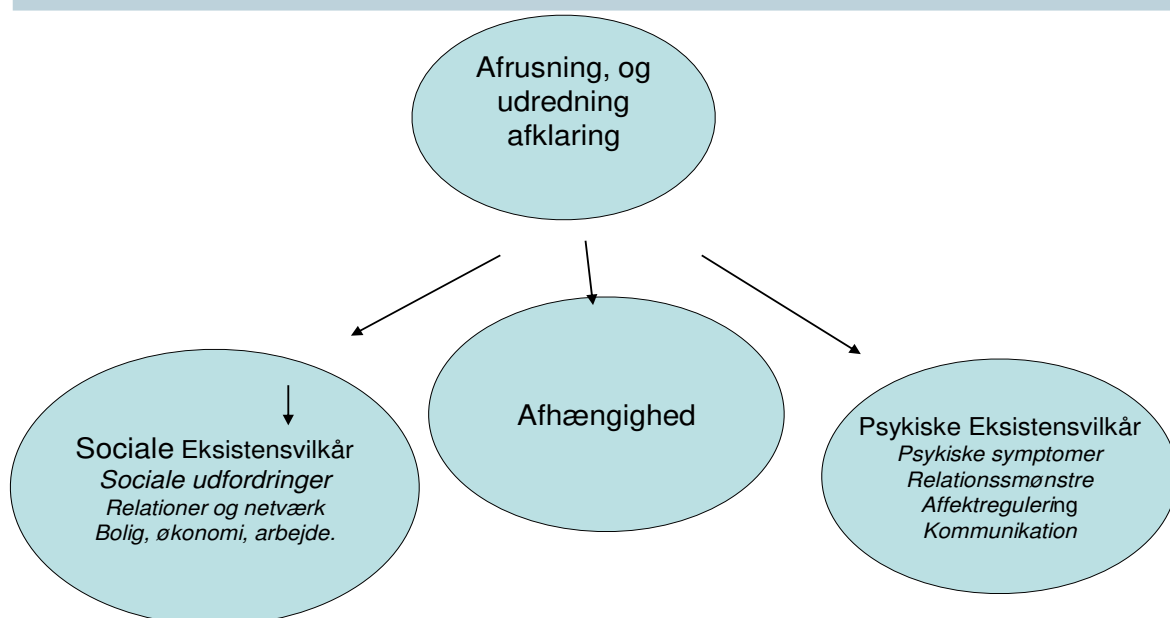 Afrusning, og
udredning
afklaring
Sociale Eksistensvilkår
Sociale udfordringer
Relationer og netværk
Bolig, økonomi, arbejde.
Afhængighed
Psykiske Eksistensvilkår
Psykiske symptomer
Relationssmønstre
Affektregulering
Kommunikation